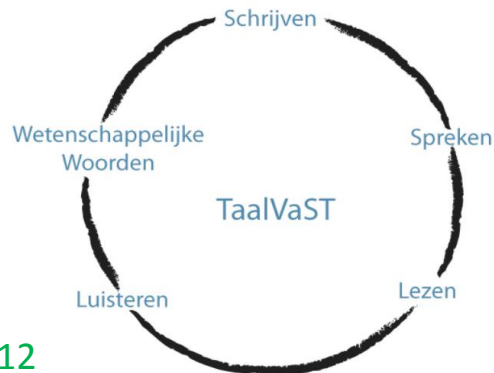 Schrijven
Spreken
Wetenschappelijke
Woorden
TaalVaST
Lezen
Luisteren
12